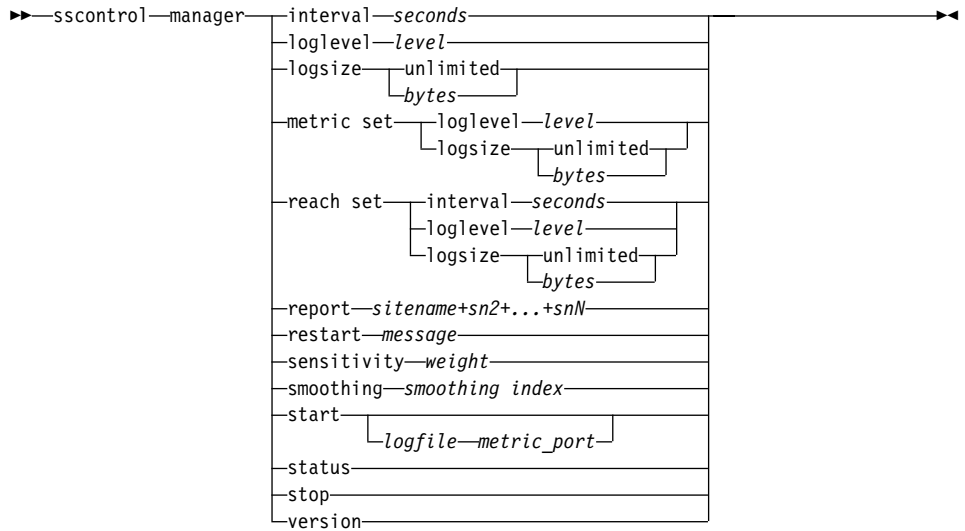 sscontrol manager interval seconds
loglevel level
logsize unlimited
bytes
metric set loglevel level
logsize unlimited
bytes
reach set interval seconds
loglevel level
logsize unlimited
bytes
report sitename+sn2+...+snN
restart message
sensitivity weight
smoothing smoothing index
start
logfile metric_port
status
stop
version